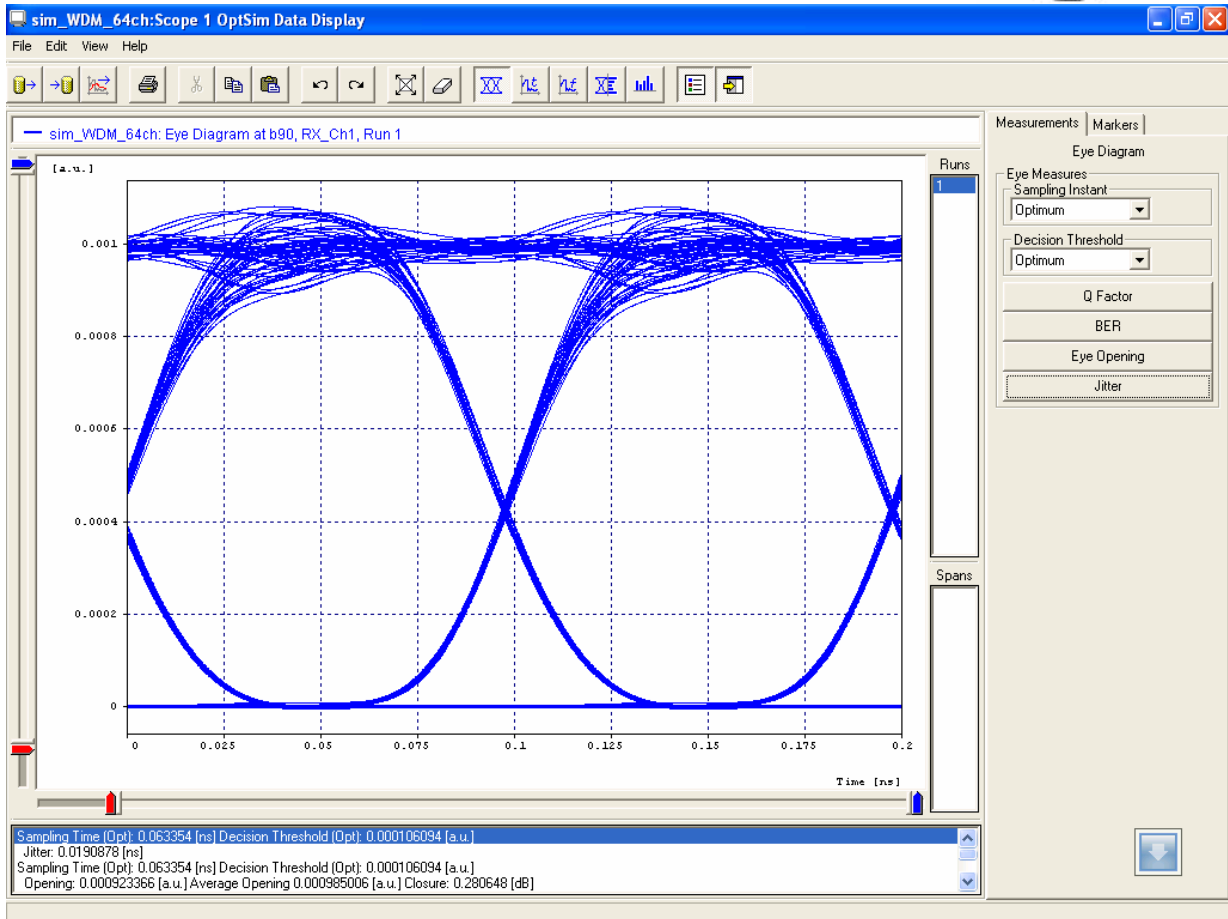 sim_WDM_64ch:Scope 1 OptSim Data Display
File Edit View Help
sim_WDM_64ch: Eye Diagram at b90, RX_Ch1, Run 1
[a.u.]
0.001
0.0008
0.0006
0.0004
0.0002
0
0 0.025 0.05 0.075 0.1 0.125 0.15 0.175 0.2
Time [ns]
Runs
1
Spans
Measurements Markers
Eye Diagram
Eye Measures
Sampling Instant
Optimum
Decision Threshold
Optimum
Q Factor
BER
Eye Opening
Jitter
Sampling Time (Opt): 0.063354 [ns] Decision Threshold (Opt): 0.000106094 [a.u.]
Jitter: 0.0190878 [ns]
Sampling Time (Opt): 0.063354 [ns] Decision Threshold (Opt): 0.000106094 [a.u.]
Opening: 0.000923366 [a.u.] Average Opening 0.000985006 [a.u.] Closure: 0.280648 [dB]